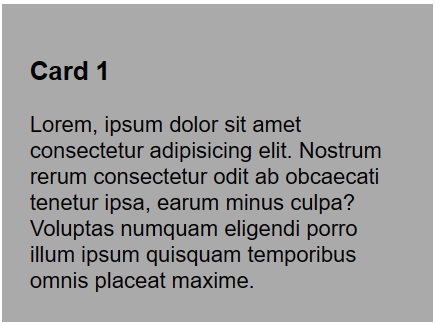 Card 1
Lorem, ipsum dolor sit amet
consectetur adipisicing elit. Nostrum
rerum consectetur odit ab obcaecati
tenetur ipsa, earum minus culpa?
Voluptas numquam eligendi porro
illum ipsum quisquam temporibus
omnis placeat maxime.